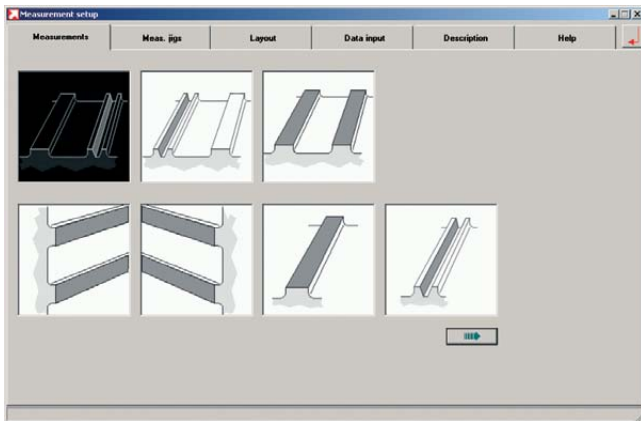 Measurement setup
Measurements Meas. jigs Layout Data input Description Help